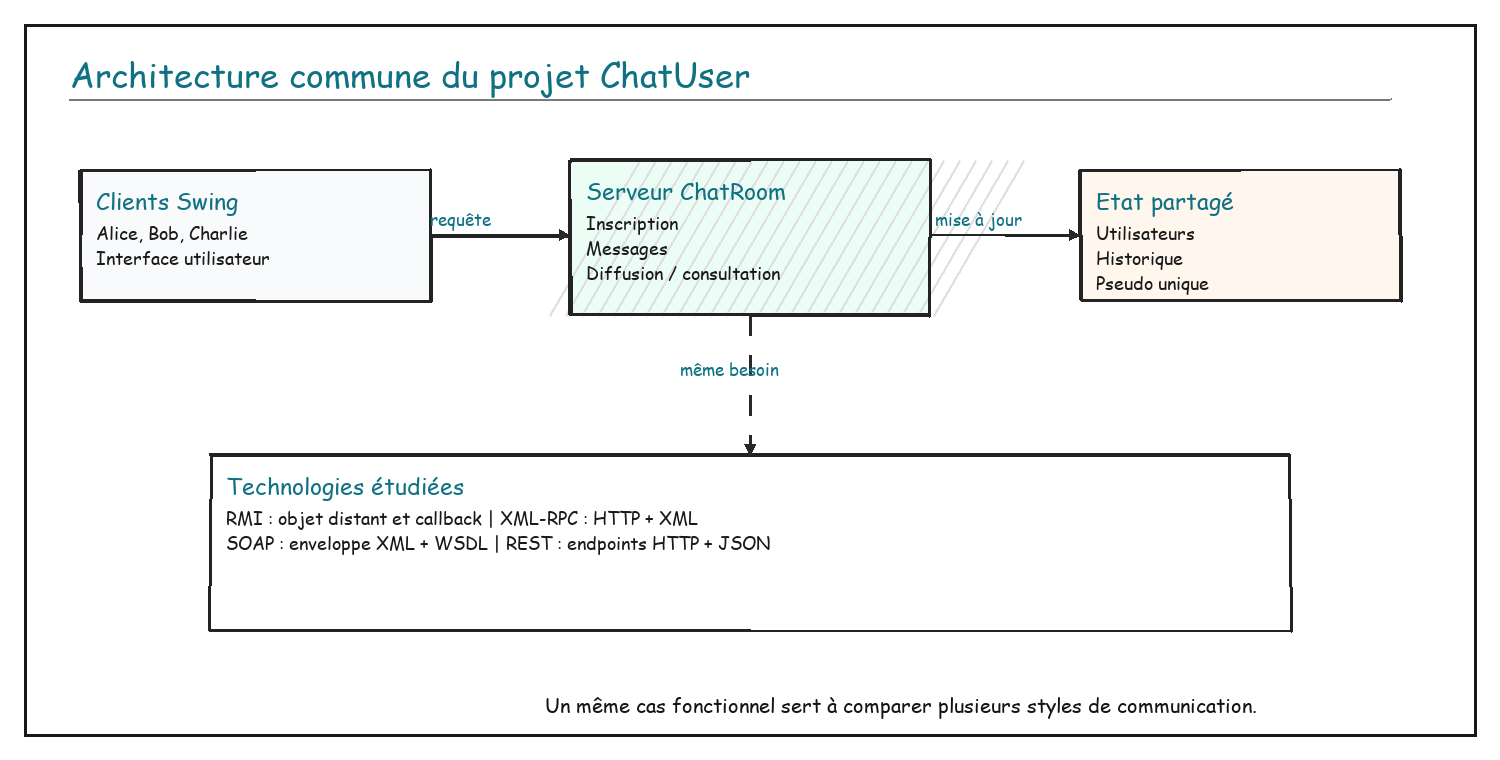 Architecture commune du projet ChatUser
Clients Swing
Alice, Bob, Charlie
Interface utilisateur
requête
Serveur ChatRoom
Inscription
Messages
Diffusion / consultation
mise à jour
Etat partagé
Utilisateurs
Historique
Pseudo unique
même besoin
Technologies étudiées
RMI : objet distant et callback | XML-RPC : HTTP + XML
SOAP : enveloppe XML + WSDL | REST : endpoints HTTP + JSON
Un même cas fonctionnel sert à comparer plusieurs styles de communication.